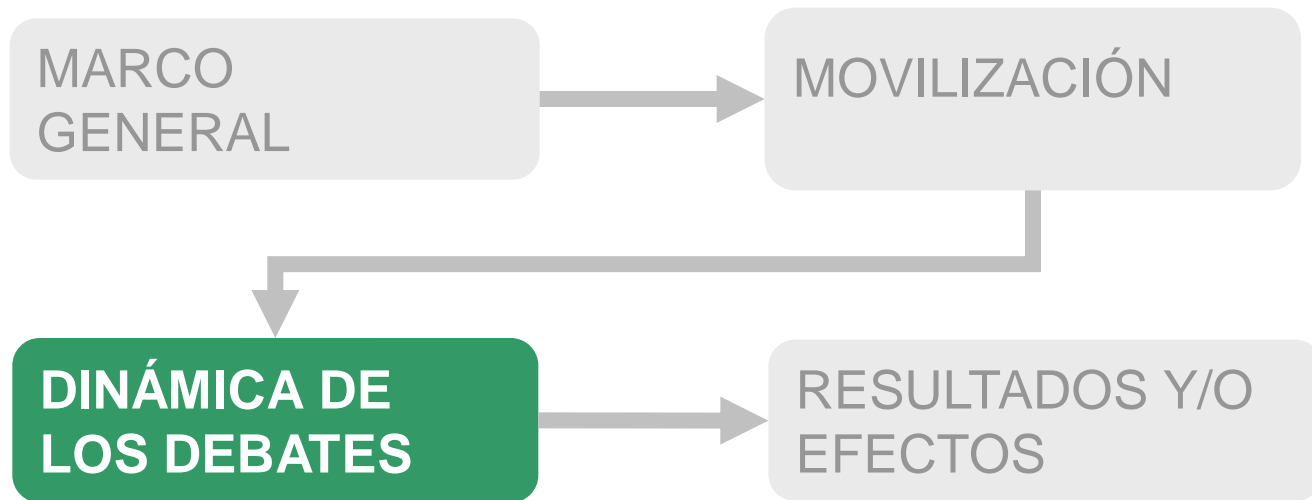 MARCO
GENERAL
MOVILIZACIÓN
DINÁMICA DE
LOS DEBATES
RESULTADOS Y/O
EFECTOS